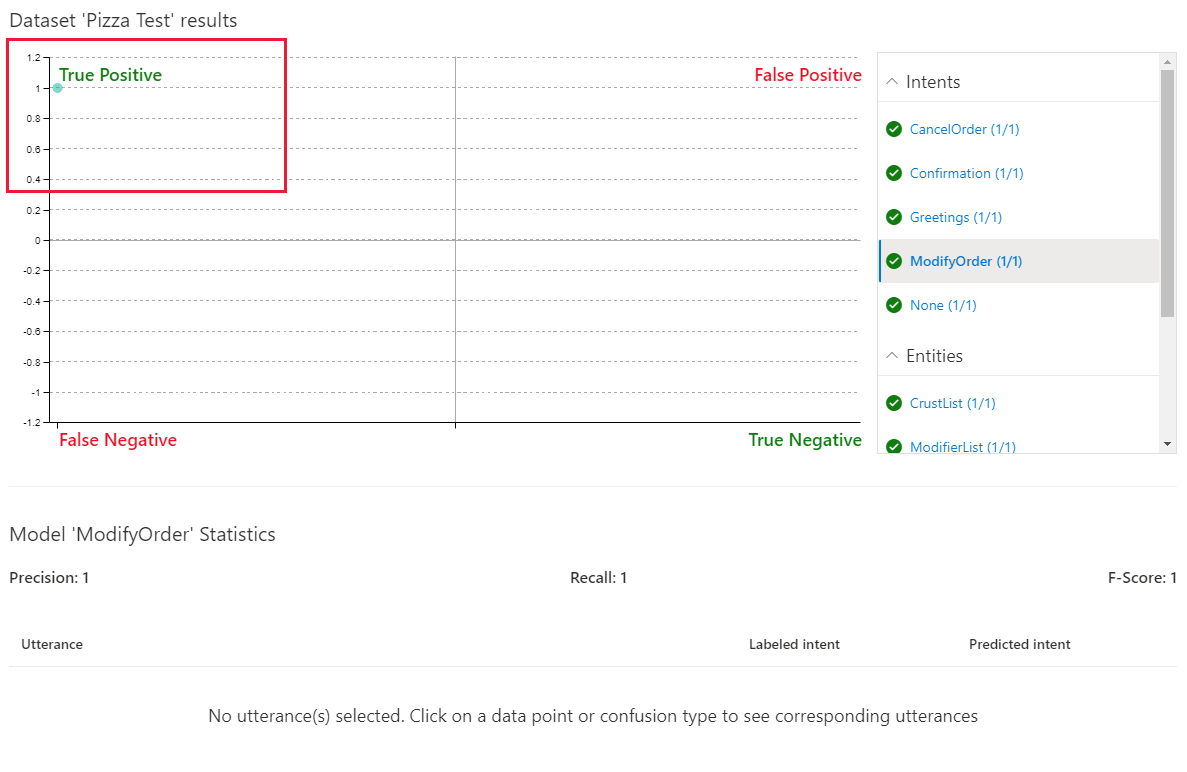 Dataset 'Pizza Test' results
True Positive
False Positive
1.2
1
0.8
0.6
0.4
0.2
0
-0.2
-0.4
-0.6
-0.8
-1
-1.2
False Negative
True Negative
Intents
CancelOrder (1/1)
Confirmation (1/1)
Greetings (1/1)
ModifyOrder (1/1)
None (1/1)
Entities
CrustList (1/1)
ModifierList (1/1)
Model 'ModifyOrder' Statistics
Precision: 1
Recall: 1
F-Score: 1
Utterance
Labeled intent
Predicted intent
No utterance(s) selected. Click on a data point or confusion type to see corresponding utterances